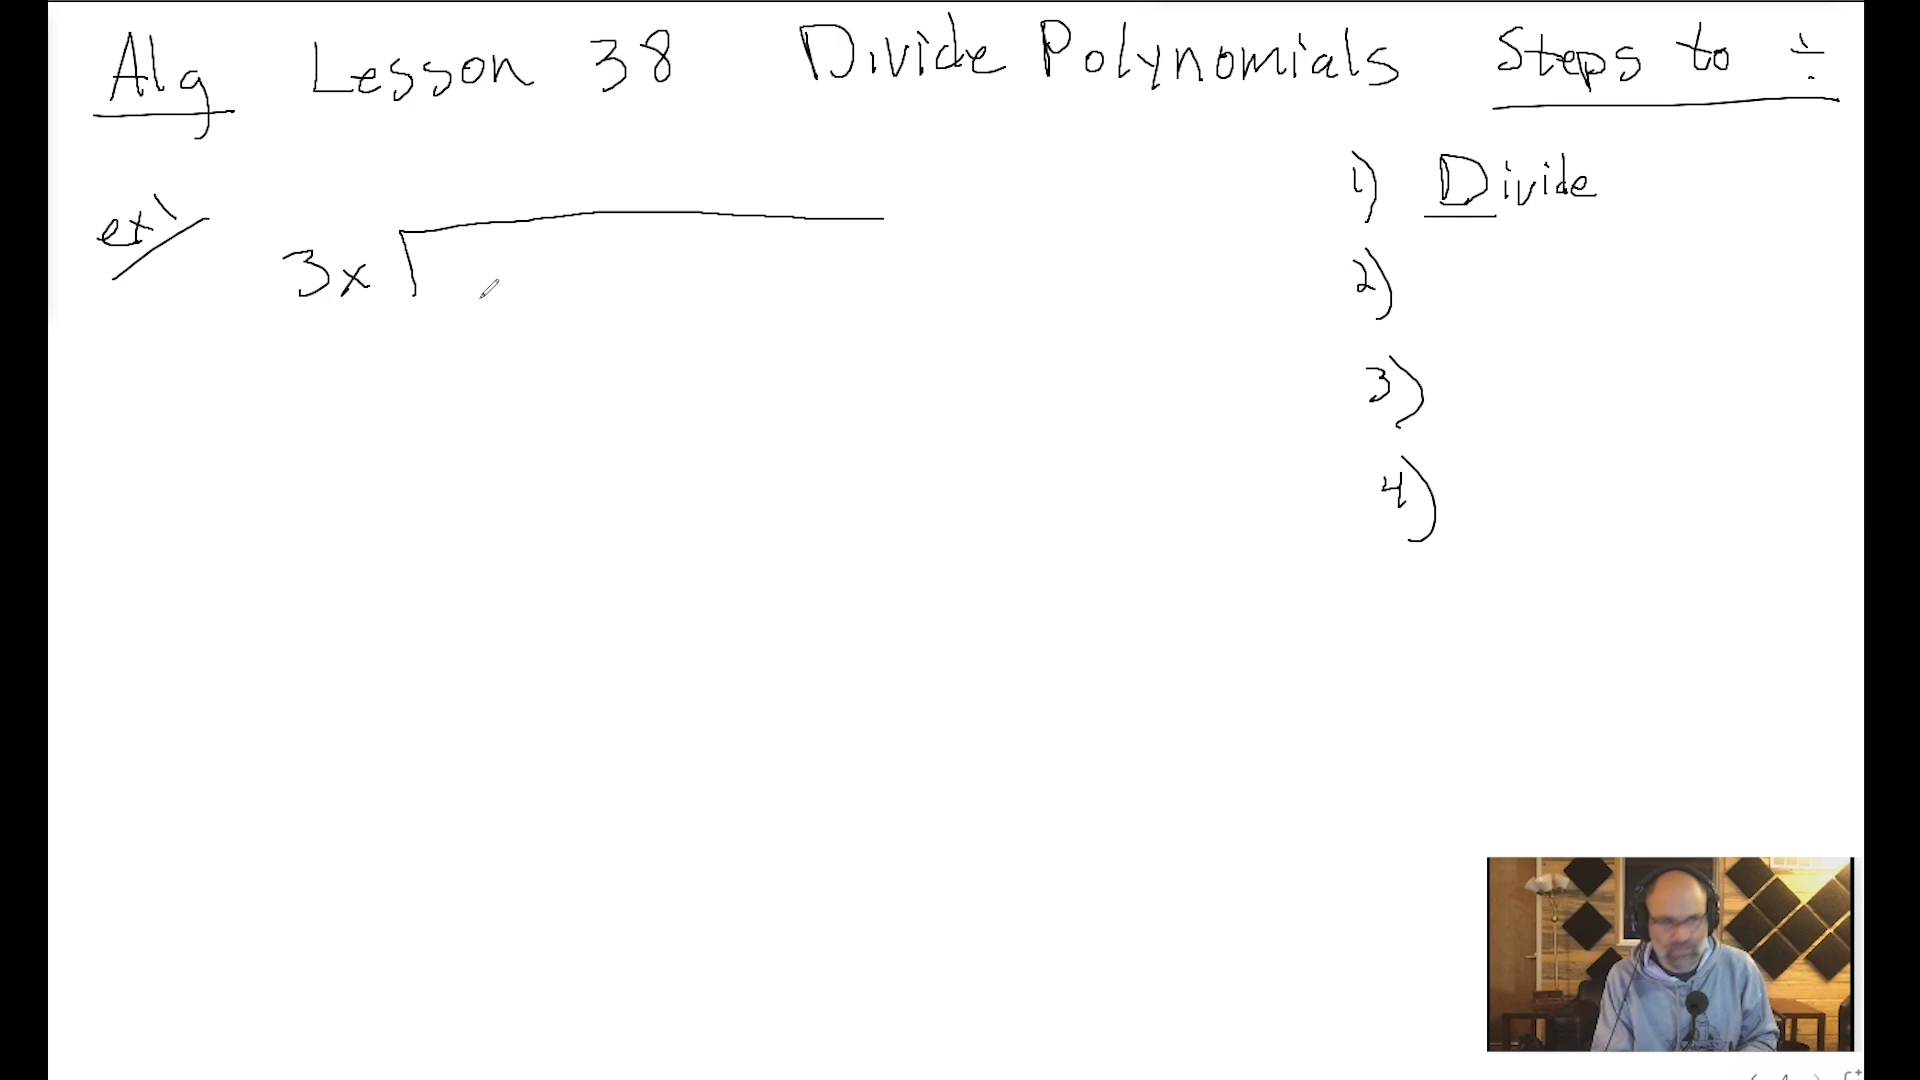 Alg Lesson 38 Divide Polynomials Steps to ÷
1) Divide
ex1
3x
2)
3)
4)